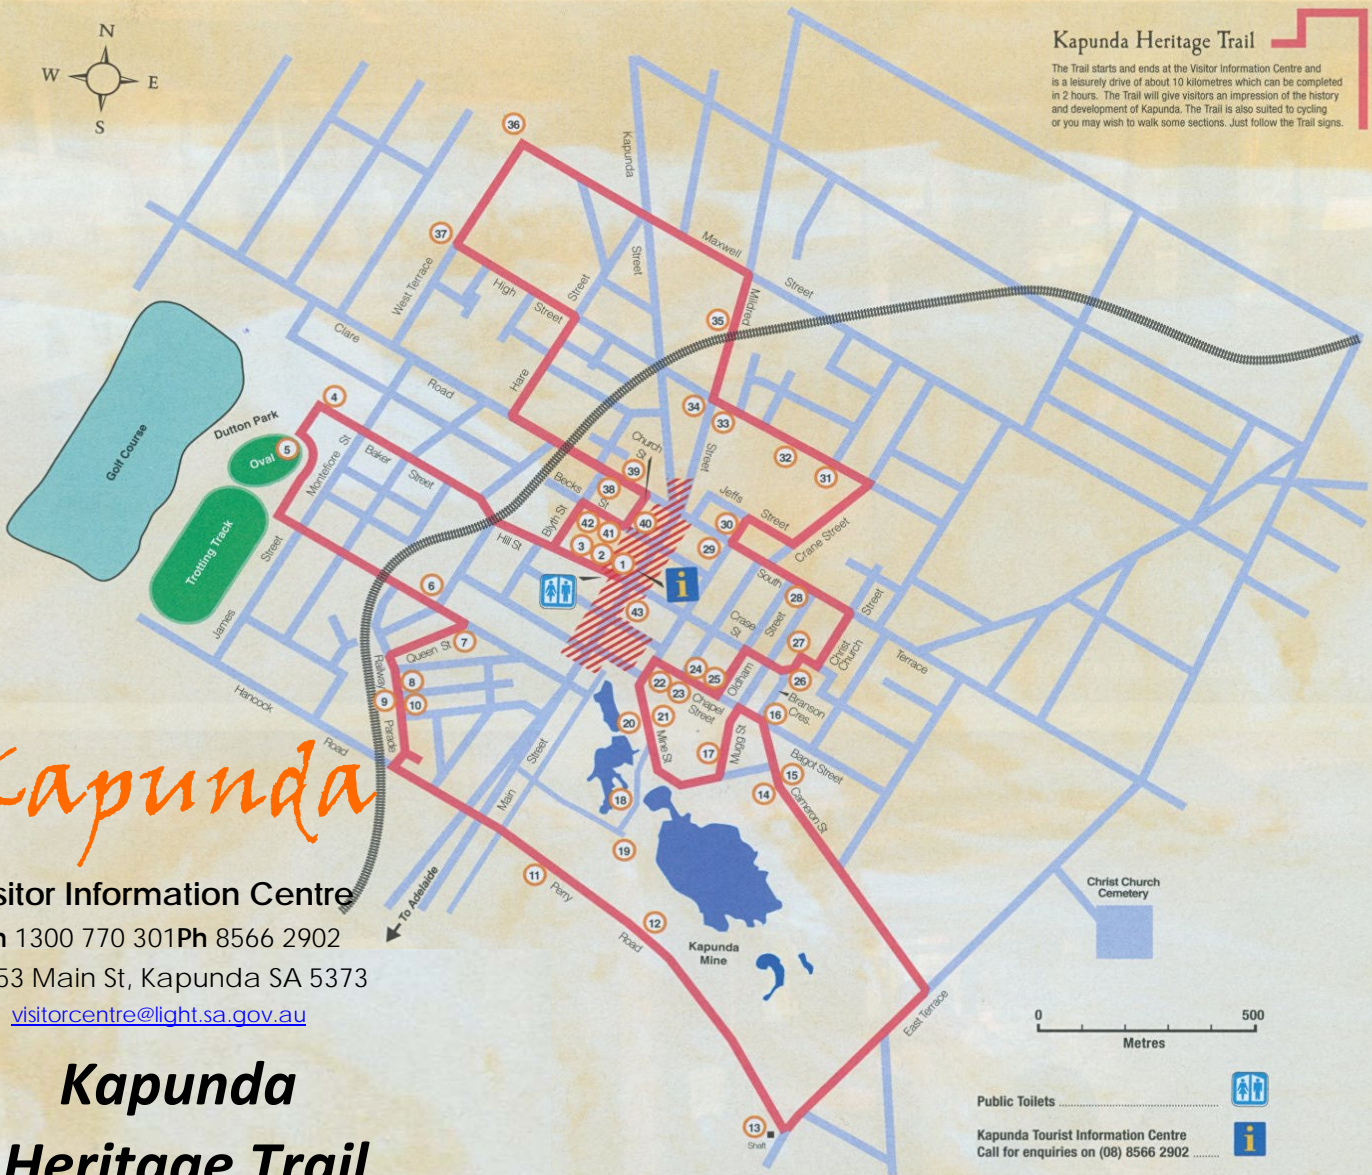 N
W E
S
Kapunda Heritage Trail
The Trail starts and ends at the Visitor Information Centre and
is a leisurely drive of about 10 kilometres which can be completed
in 2 hours. The Trail will give visitors an impression of the history
and development of Kapunda. The Trail is also suited to cycling
or you may wish to walk some sections. Just follow the Trail signs.
36
Kapunda
Street
37
Maxwell
Street
West Terrace
High
Street
Street
Hare
Mildred
Street
35
Clare
Road
4
34
33
Golf Course
Dutton Park
Oval
5
Trotting Track
Montefiore St
Baker
Street
Church
St
39
32
31
Becks
St
38
Jeffs
Street
Blyth St
42
41
40
30
Crane Street
Hill St
3
2
1
29
i
South
Terrace
Street
James
6
43
28
Crase
St
Street
Oldham
27
Christ
Church
Street
7
Queen St
Railway
Parade
8
9
10
24
25
26
22
23
Chapel
Street
Branson
Cres.
Hancock
Road
20
21
16
Mine St
17
Mugg St
Bagot Street
15
Cameron St
14
Main
Street
18
19
Kapunda
sitor Information Centre
n 1300 770 301Ph 8566 2902
53 Main St, Kapunda SA 5373
visitorcentre@light.sa.gov.au
To Adelaide
11
Perry
Road
12
Kapunda
Mine
Christ Church
Cemetery
East Terrace
0 500
Metres
Kapunda
Heritage Trail
13
Shaft
Public Toilets
Kapunda Tourist Information Centre
Call for enquiries on (08) 8566 2902
i